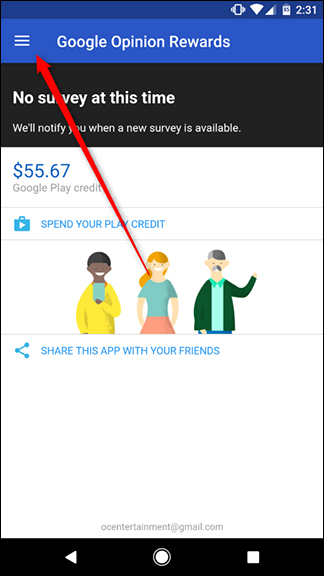 2:31
Google Opinion Rewards
No survey at this time
We'll notify you when a new survey is available.
$55.67
Google Play credit
SPEND YOUR PLAY CREDIT
SHARE THIS APP WITH YOUR FRIENDS
ocentertainment@gmail.com